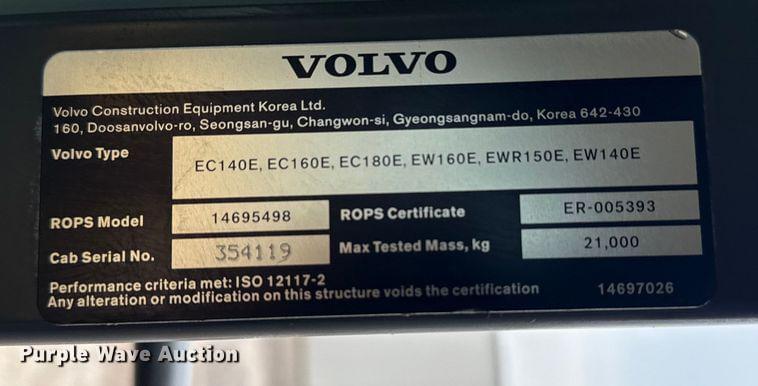 VOLVO
Volvo Construction Equipment Korea Ltd.
160, Doosanvolvo-ro, Seongsan-gu, Changwon-si, Gyeongsangnam-do, Korea 642-430
Volvo Type EC140E, EC160E, EC180E, EW160E, EWR150E, EW140E
ROPS Model 14695498 ROPS Certificate ER-005393
Cab Serial No. 354119 Max Tested Mass, kg 21,000
Performance criteria met: ISO 12117-2
Any alteration or modification on this structure voids the certification 14697026
Purple Wave Auction